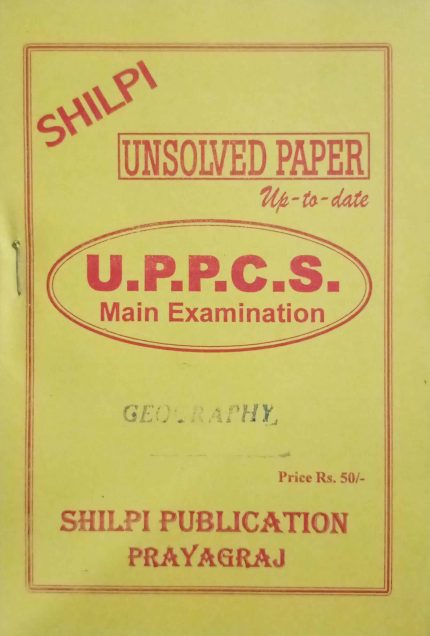 SHILPI
UNSOLVED PAPER
Up-to-date
U.P.P.C.S.
Main Examination
GEOGRAPHY
Price Rs. 50/-
SHILPI PUBLICATION
PRAYAGRAJ